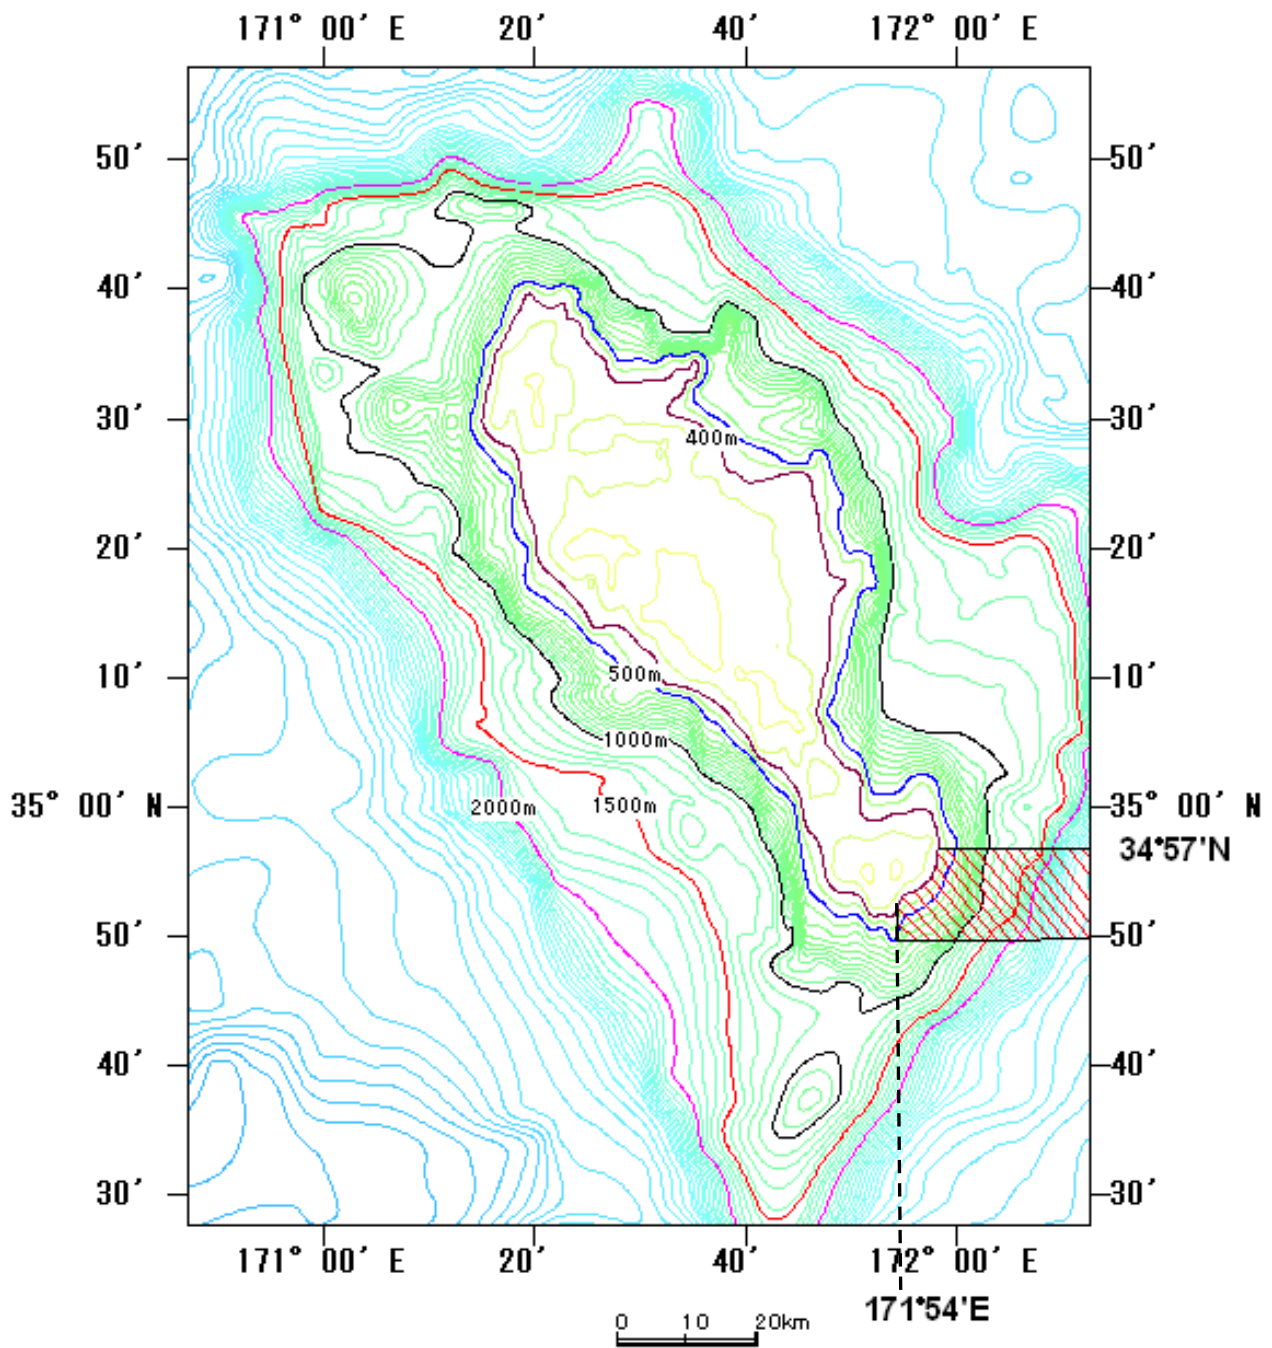 171° 00′ E 20′ 40′ 172° 00′ E
50′ 50′
40′ 40′
30′ 30′
400m
20′ 20′
10′ 10′
500m
1000m
35° 00′ N 2000m 1500m 35° 00′ N
34°57'N
50′ 50′
40′ 40′
30′ 30′
171° 00′ E 20′ 40′ 172° 00′ E
171°54'E
0 10 20km